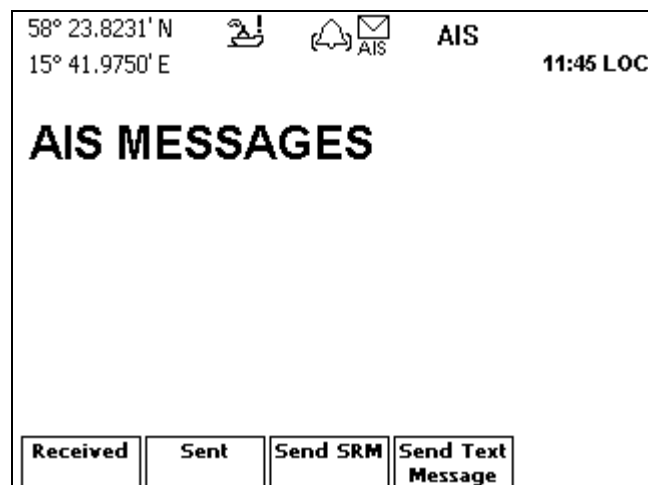 58° 23.8231' N
AIS
AIS
15° 41.9750' E
11:45 LOC
AIS MESSAGES
Received
Sent
Send SRM
Send Text
Message